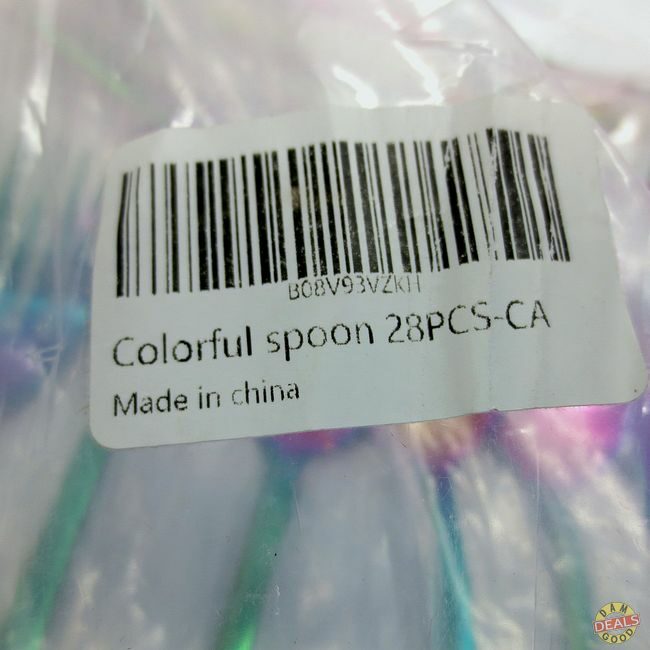 B08V93VZKH
Colorful spoon 28PCS-CA
Made in china
DAM
DEALS
GOOD